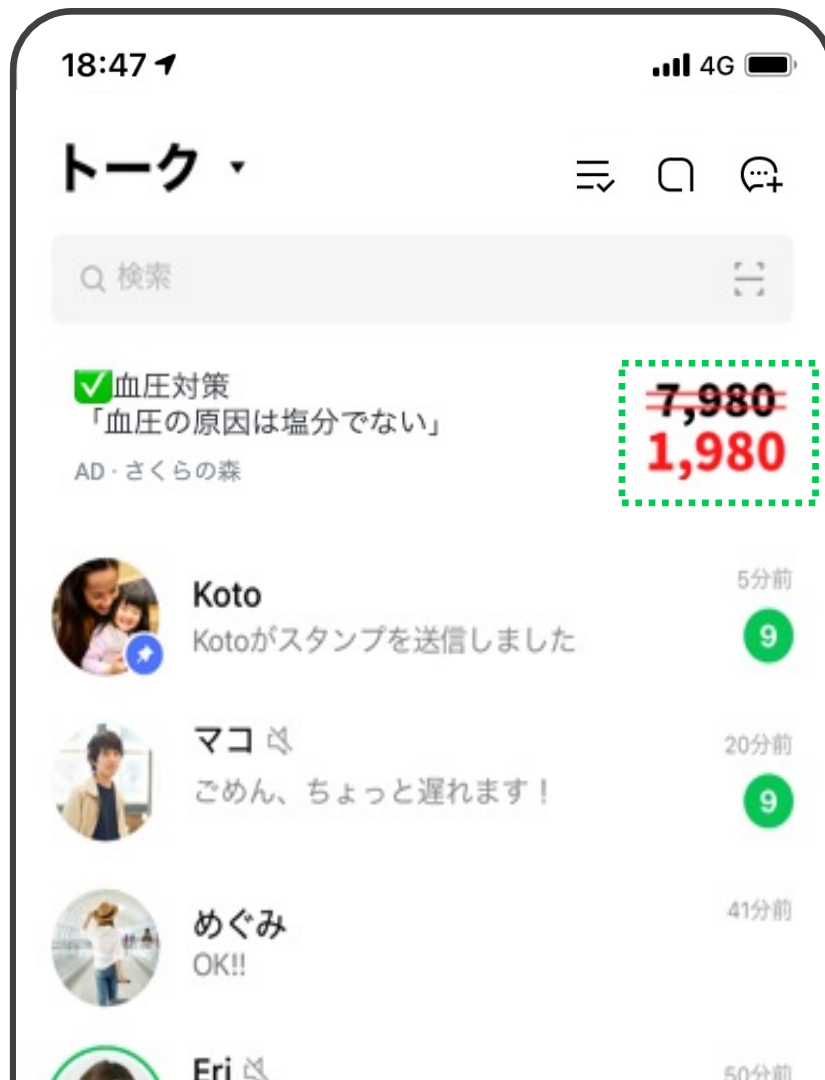 18:47
4G
トーク
検索
✅血圧対策
「血圧の原因は塩分でない」
AD · さくらの森
7,980
1,980
Koto
5分前
Kotoがスタンプを送信しました
9
マコ
20分前
ごめん、ちょっと遅れます！
9
めぐみ
41分前
OK!!
Eri
50分前